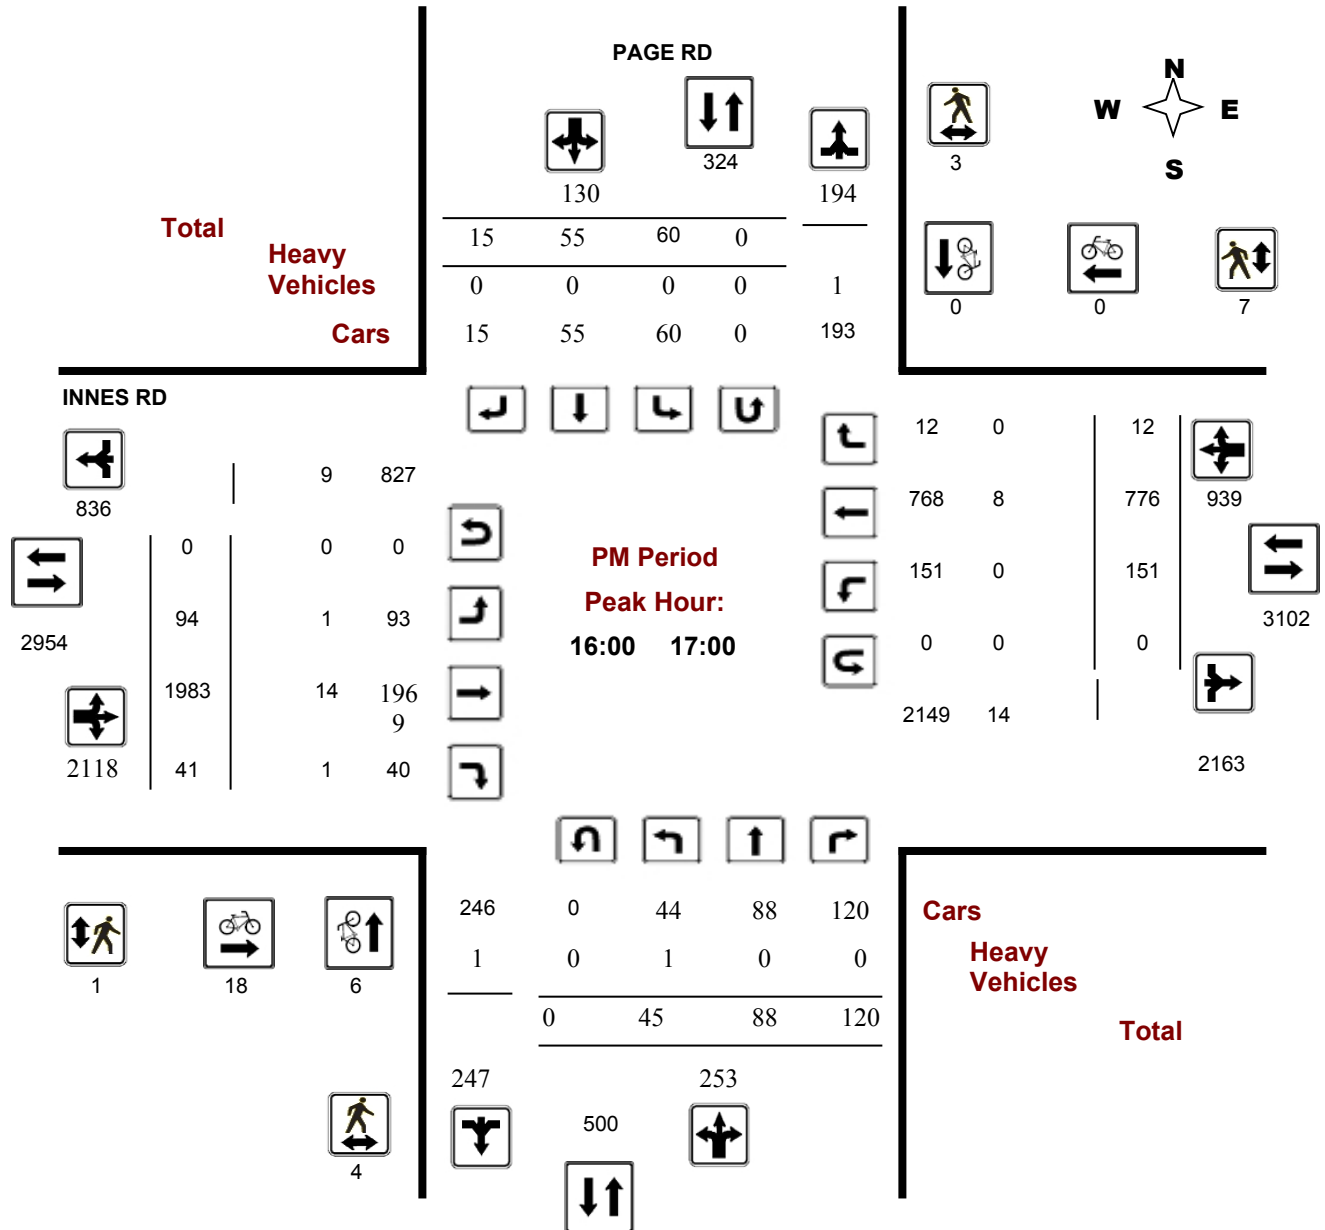 PAGE RD
N
W E
S
324
3
130 194
Total 15 55 60 0
Heavy
Vehicles 0 0 0 0 1
0 0 7
Cars 15 55 60 0 193
INNES RD
12 0 12
9 827
836
768 8 776 939
0 0 0
PM Period
151 0 151
Peak Hour:
94 1 93
3102
2954
16:00 17:00
0 0 0
1983 14 196
9
2149 14
2118 41 1 40
2163
246 0 44 88 120 Cars
1 0 1 0 0 Heavy
Vehicles
1 18 6
0 45 88 120 Total
247 253
500
4